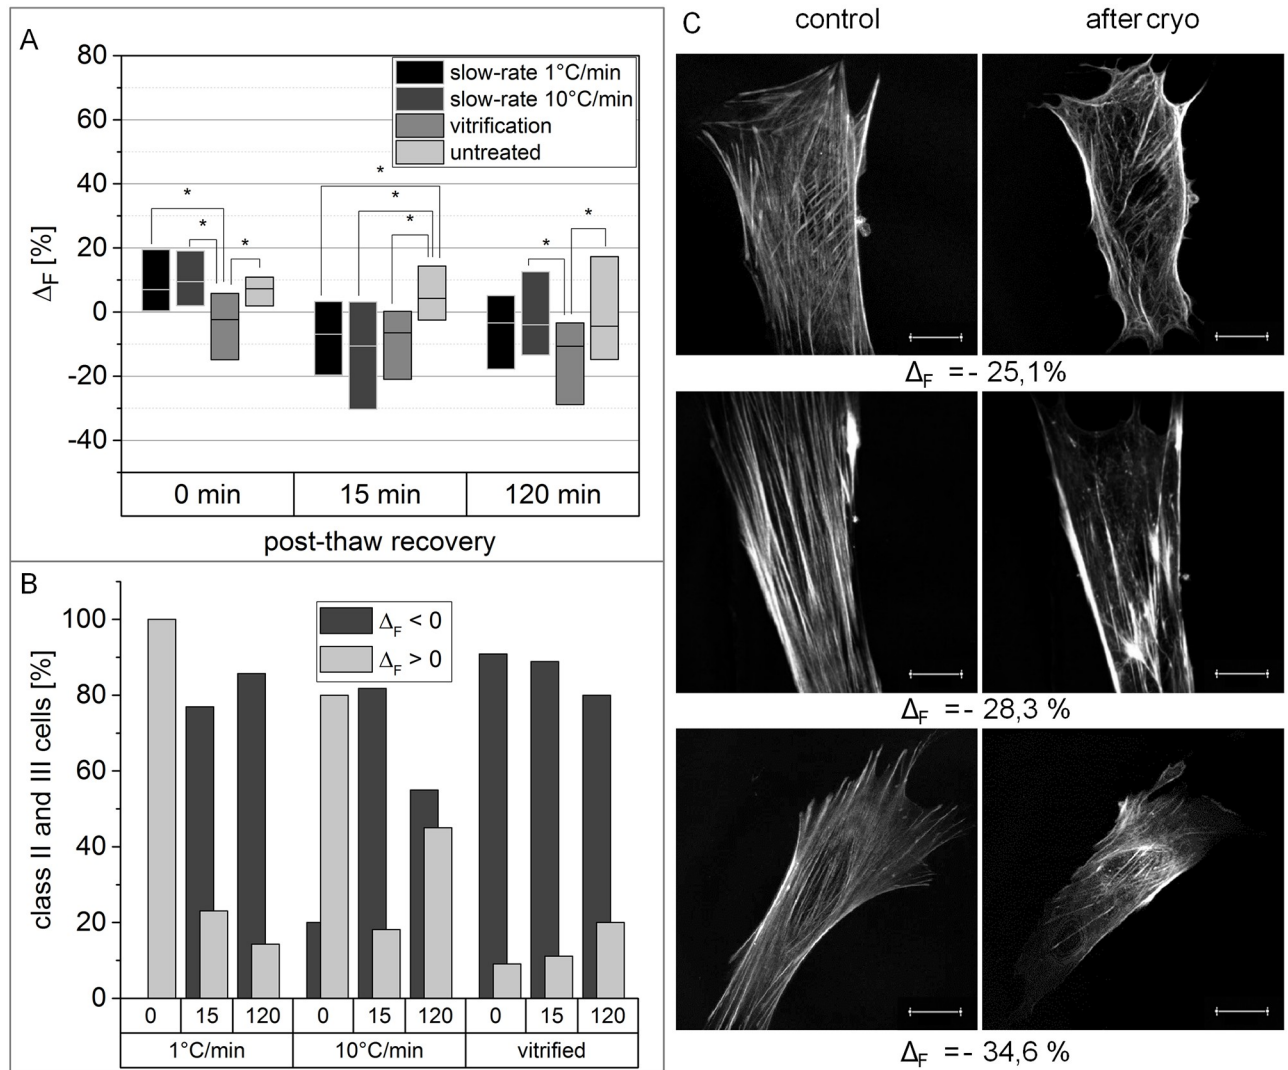 A
80
60
40
20
0
-20
-40
ΔF [%]
slow-rate 1°C/min
slow-rate 10°C/min
vitrification
untreated
* * * * * * * *
0 min 15 min 120 min
post-thaw recovery
B
100
80
60
40
20
0
class II and III cells [%]
ΔF < 0
ΔF > 0
0 15 120 0 15 120 0 15 120
1°C/min 10°C/min vitrified
C control after cryo
ΔF =- 25,1%
ΔF =- 28,3 %
ΔF =- 34,6 %